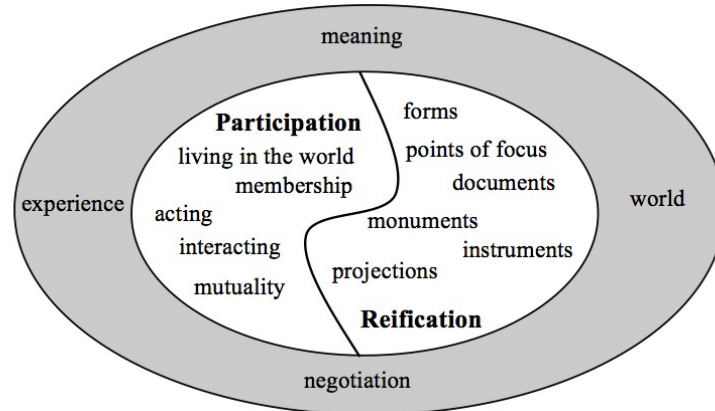 meaning
forms
Participation
points of focus
living in the world
documents
membership
experience
world
acting
monuments
interacting
instruments
projections
mutuality
Reification
negotiation